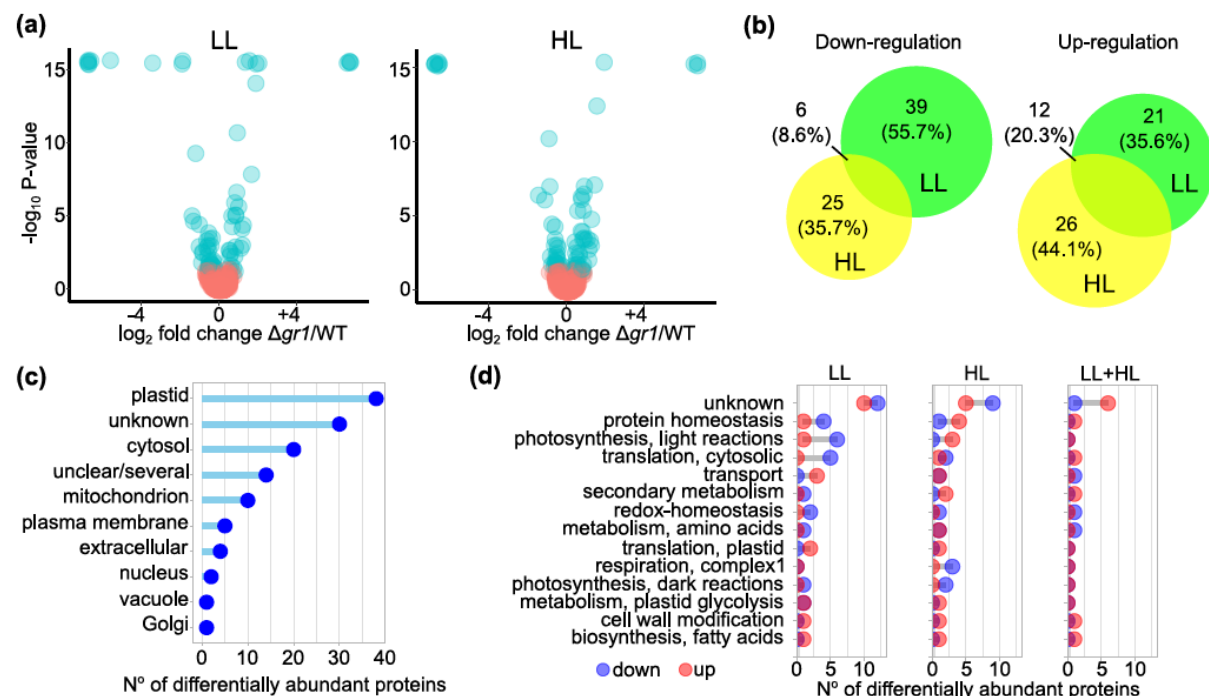 (a)
LL
HL
15
10
5
0
-log₁₀ P-value
-4
0
+4
log₂ fold change Δgr1/WT
15
10
5
0
-4
0
+4
log₂ fold change Δgr1/WT
(b)
Down-regulation
Up-regulation
6
(8.6%)
39
(55.7%)
LL
25
(35.7%)
HL
12
(20.3%)
21
(35.6%)
LL
26
(44.1%)
HL
(c)
plastid
unknown
cytosol
unclear/several
mitochondrion
plasma membrane
extracellular
nucleus
vacuole
Golgi
0 10 20 30 40
Nº of differentially abundant proteins
(d)
LL
HL
LL+HL
unknown
protein homeostasis
photosynthesis, light reactions
translation, cytosolic
transport
secondary metabolism
redox-homeostasis
metabolism, amino acids
translation, plastid
respiration, complex1
photosynthesis, dark reactions
metabolism, plastid glycolysis
cell wall modification
biosynthesis, fatty acids
0 5 10
0 5 10
0 5 10
down up
Nº of differentially abundant proteins